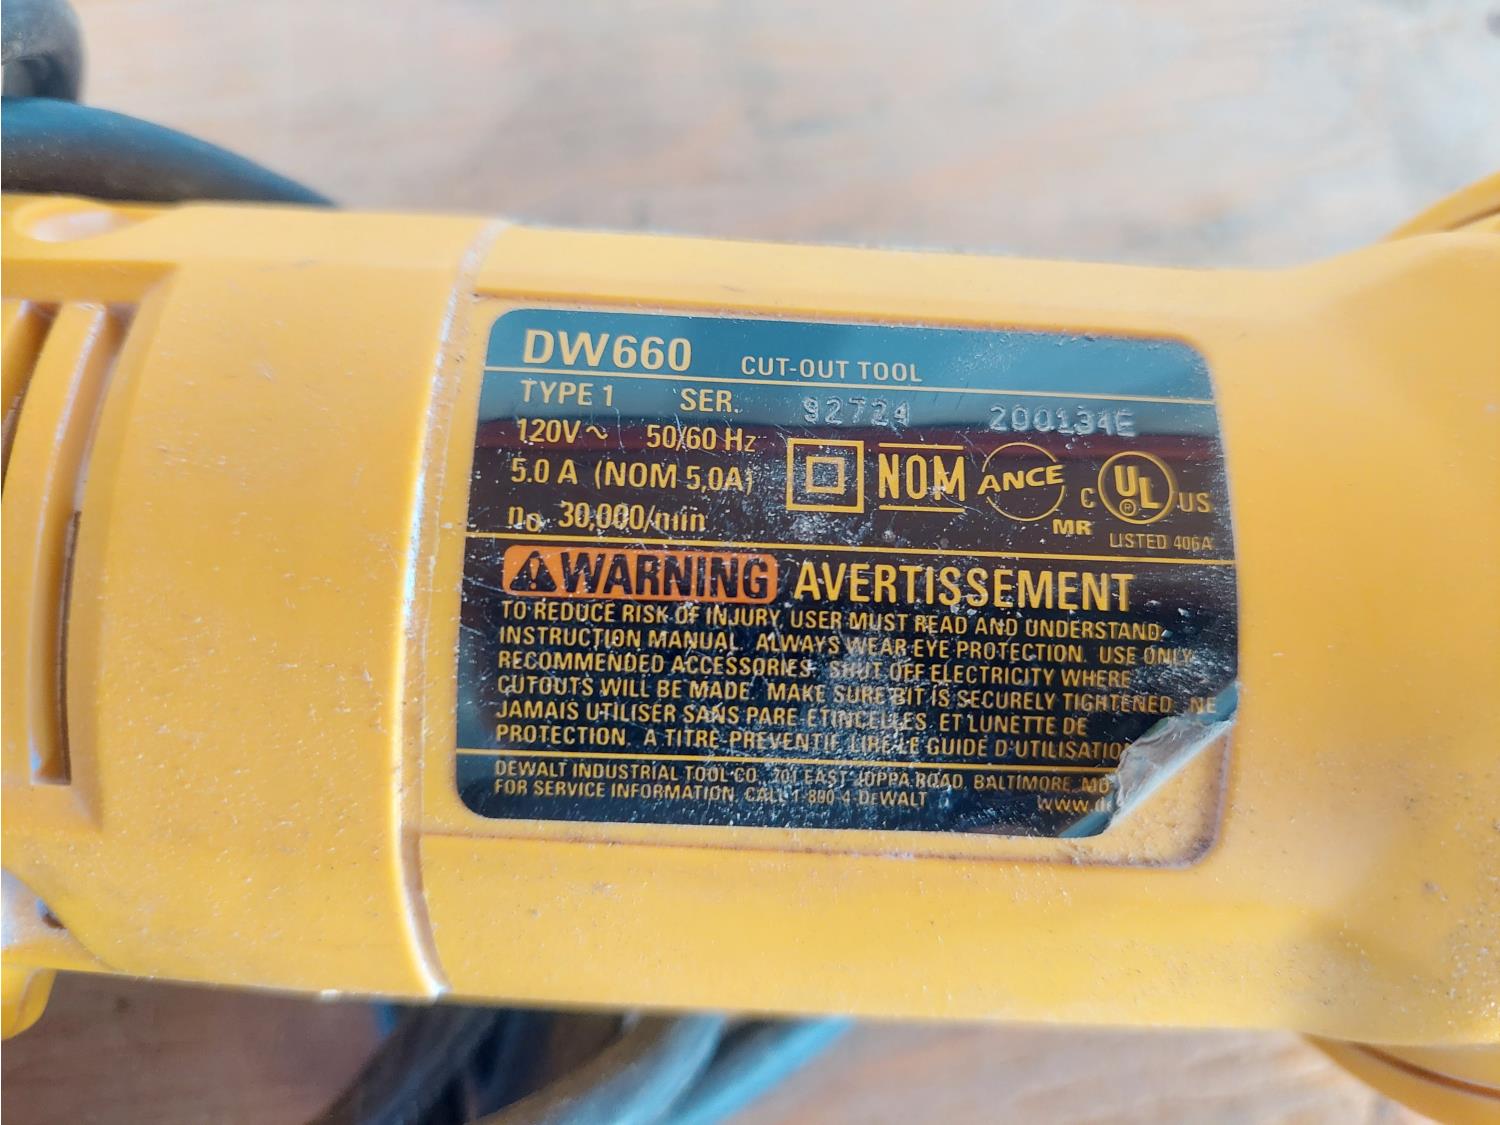 DW660 CUT-OUT TOOL
TYPE 1 SER. 92724 200134E
120V~ 50/60 Hz
5.0 A (NOM 5,0A)
NOM ANCE C UL ® US
n₀ 30,000/min MR LISTED 406A
WARNING AVERTISSEMENT
TO REDUCE RISK OF INJURY, USER MUST READ AND UNDERSTAND
INSTRUCTION MANUAL. ALWAYS WEAR EYE PROTECTION. USE ONLY
RECOMMENDED ACCESSORIES. SHUT OFF ELECTRICITY WHERE
CUTOUTS WILL BE MADE. MAKE SURE BIT IS SECURELY TIGHTENED. NE
JAMAIS UTILISER SANS PARE-ETINCELLES ET LUNETTE DE
PROTECTION. A TITRE PREVENTIF, LIRE LE GUIDE D'UTILISATION
DEWALT INDUSTRIAL TOOL CO. 701 EAST JOPPA ROAD, BALTIMORE, MD
FOR SERVICE INFORMATION, CALL 1-800-4-DEWALT www.d